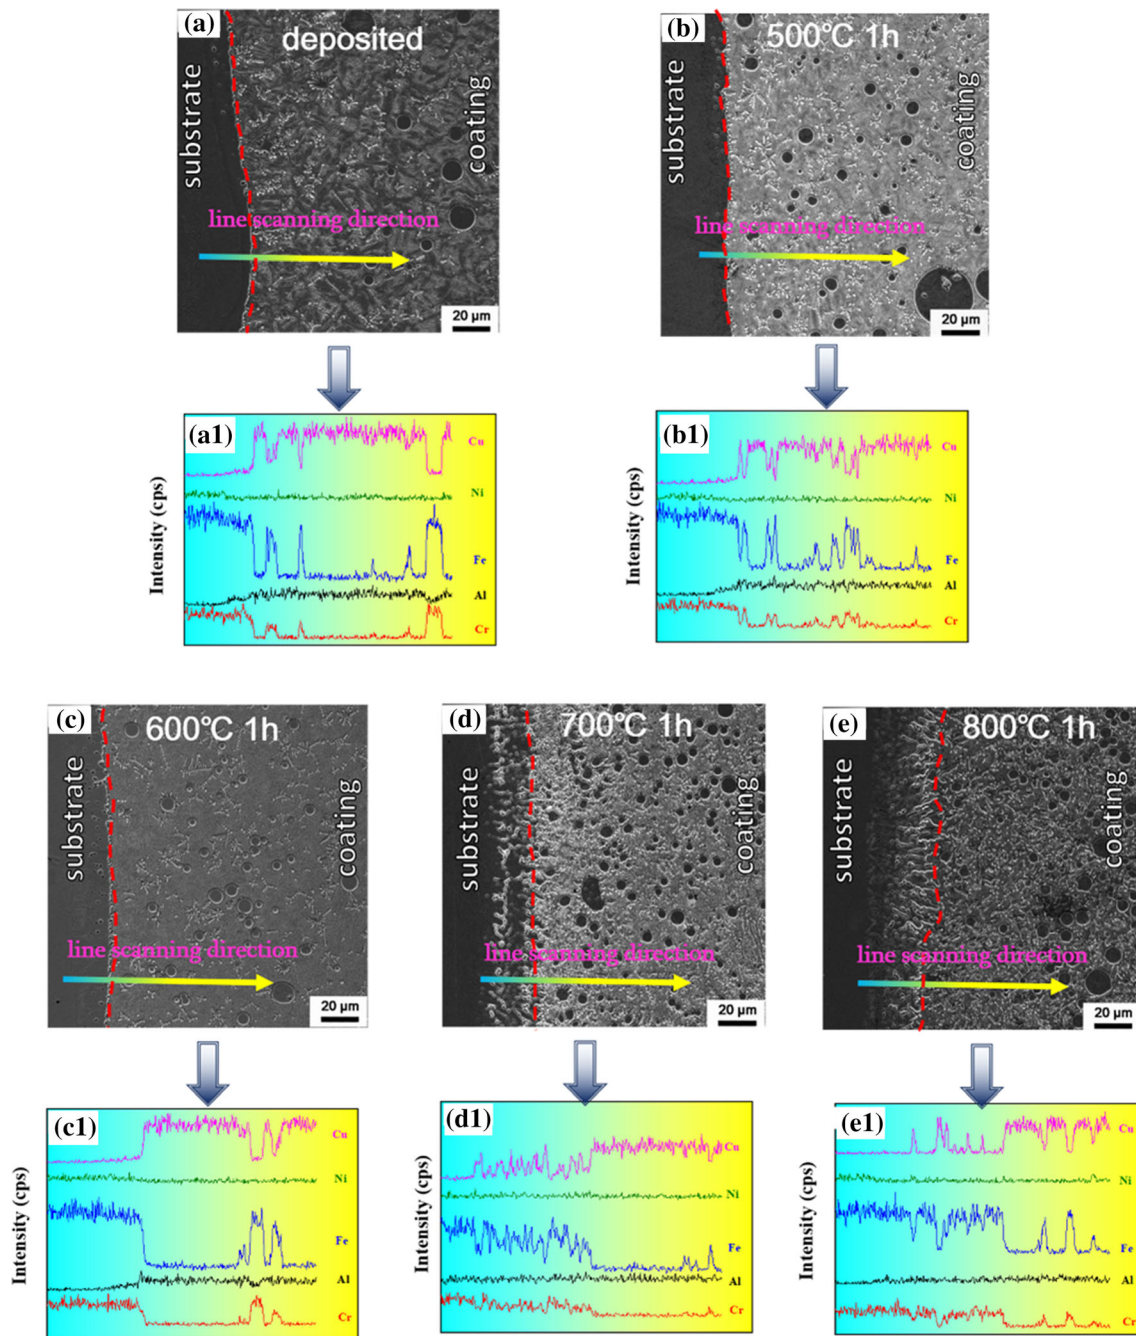 (a)
deposited
substrate
coating
line scanning direction
20 µm
(b)
500℃ 1h
substrate
coating
line scanning direction
20 µm
(a1)
Intensity (cps)
Cu
Ni
Fe
Al
Cr
(b1)
Intensity (cps)
Cu
Ni
Fe
Al
Cr
(c)
600℃ 1h
substrate
coating
line scanning direction
20 µm
(d)
700℃ 1h
substrate
coating
line scanning direction
20 µm
(e)
800℃ 1h
substrate
coating
line scanning direction
20 µm
(c1)
Intensity (cps)
Cu
Ni
Fe
Al
Cr
(d1)
Intensity (cps)
Cu
Ni
Fe
Al
Cr
(e1)
Intensity (cps)
Cu
Ni
Fe
Al
Cr